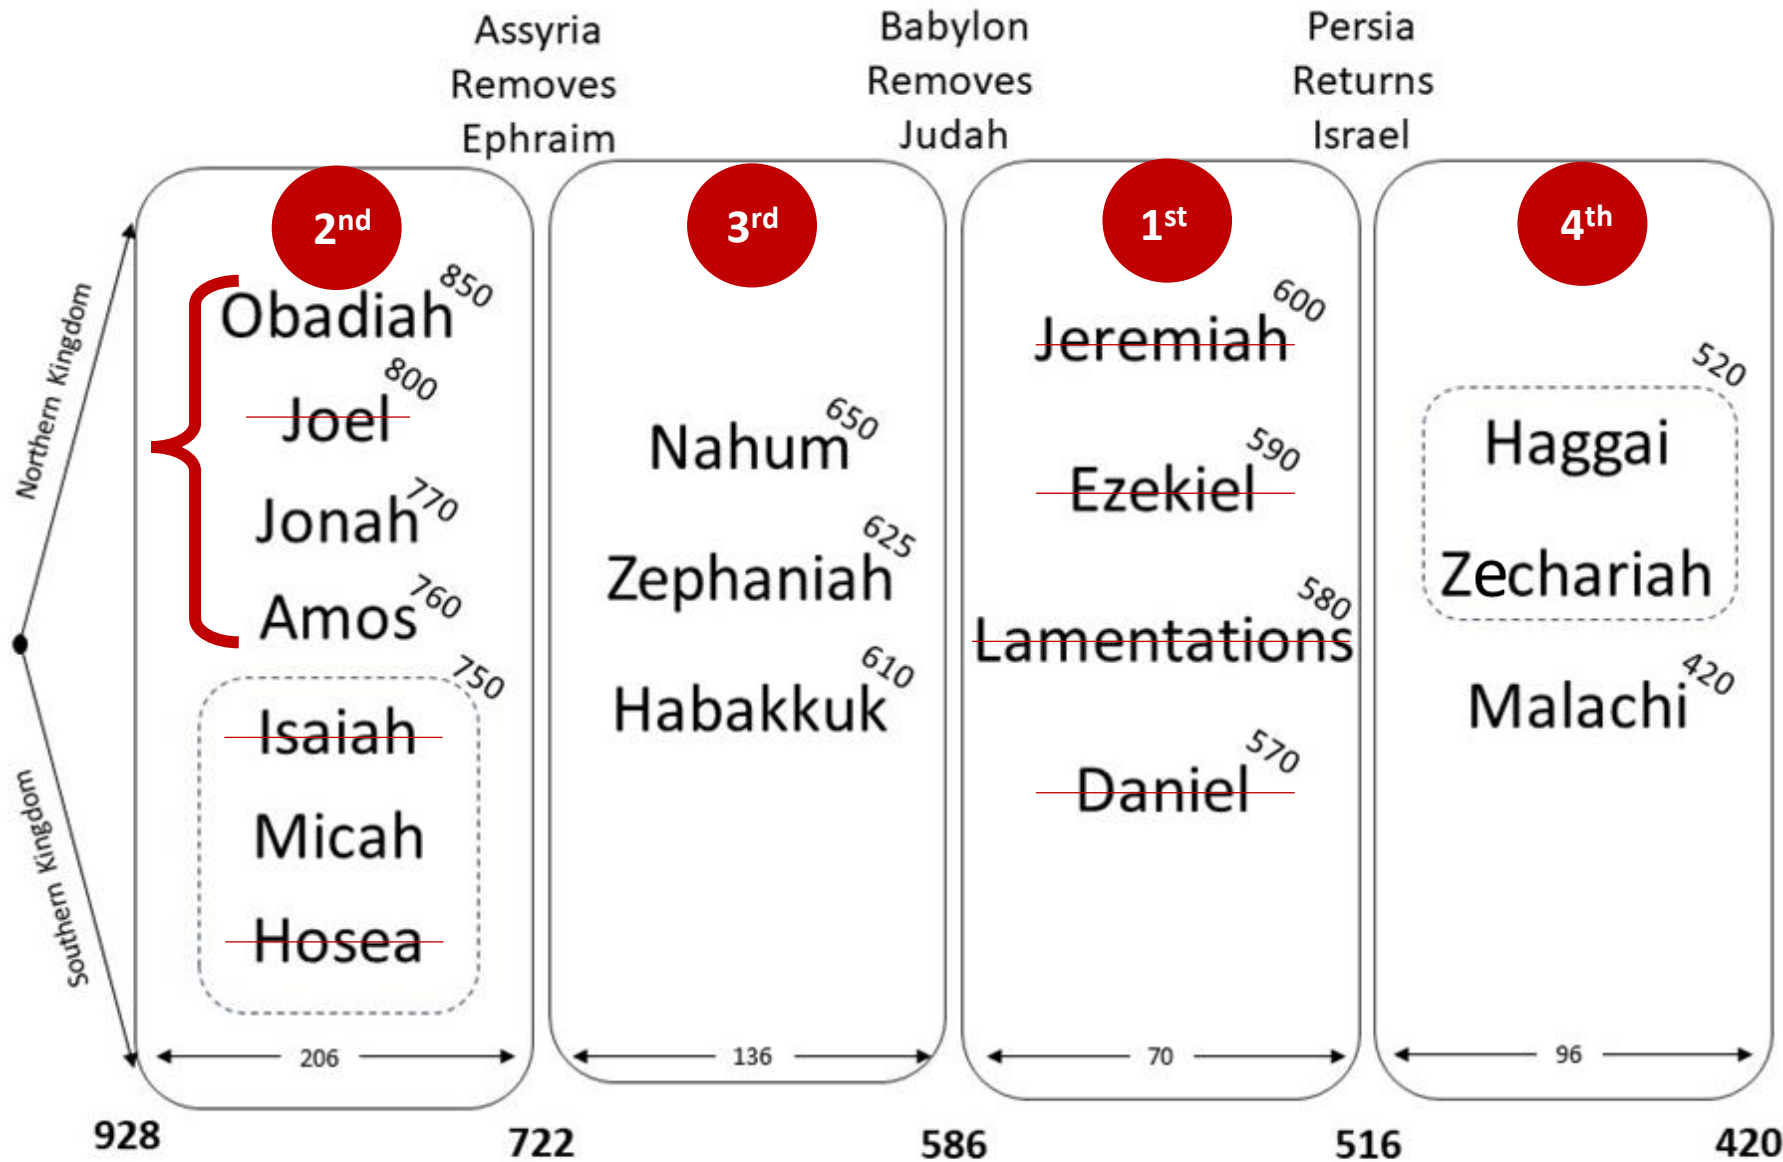 Assyria
Removes
Ephraim
Babylon
Removes
Judah
Persia
Returns
Israel
Northern Kingdom
Southern Kingdom
2nd
Obadiah 850
Joel 800
Jonah 770
Amos 760
750
Isaiah
Micah
Hosea
206
3rd
Nahum 650
Zephaniah 625
Habakkuk 610
136
1st
Jeremiah 600
Ezekiel 590
Lamentations 580
Daniel 570
70
4th
520
Haggai
Zechariah
Malachi 420
96
928
722
586
516
420